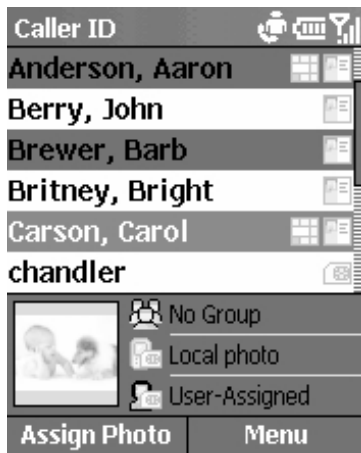 Caller ID
Anderson, Aaron
Berry, John
Brewer, Barb
Britney, Bright
Carson, Carol
chandler
No Group
Local photo
User-Assigned
Assign Photo Menu